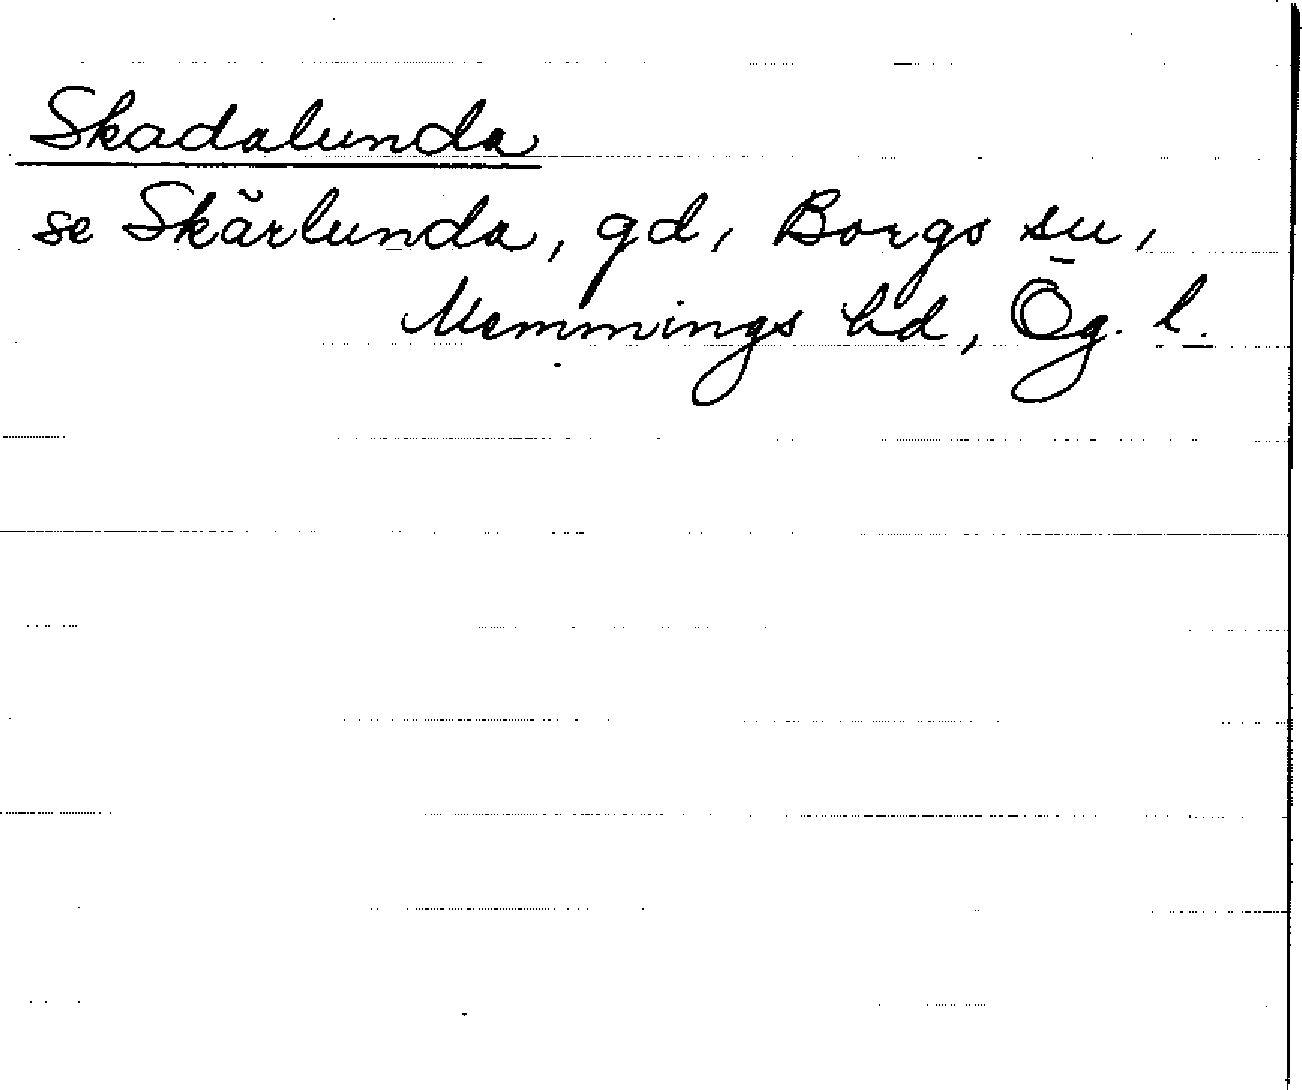 Skadalunda
se Skärlunda, gd, Borgs sn,
Memmings hd, Ög. l.